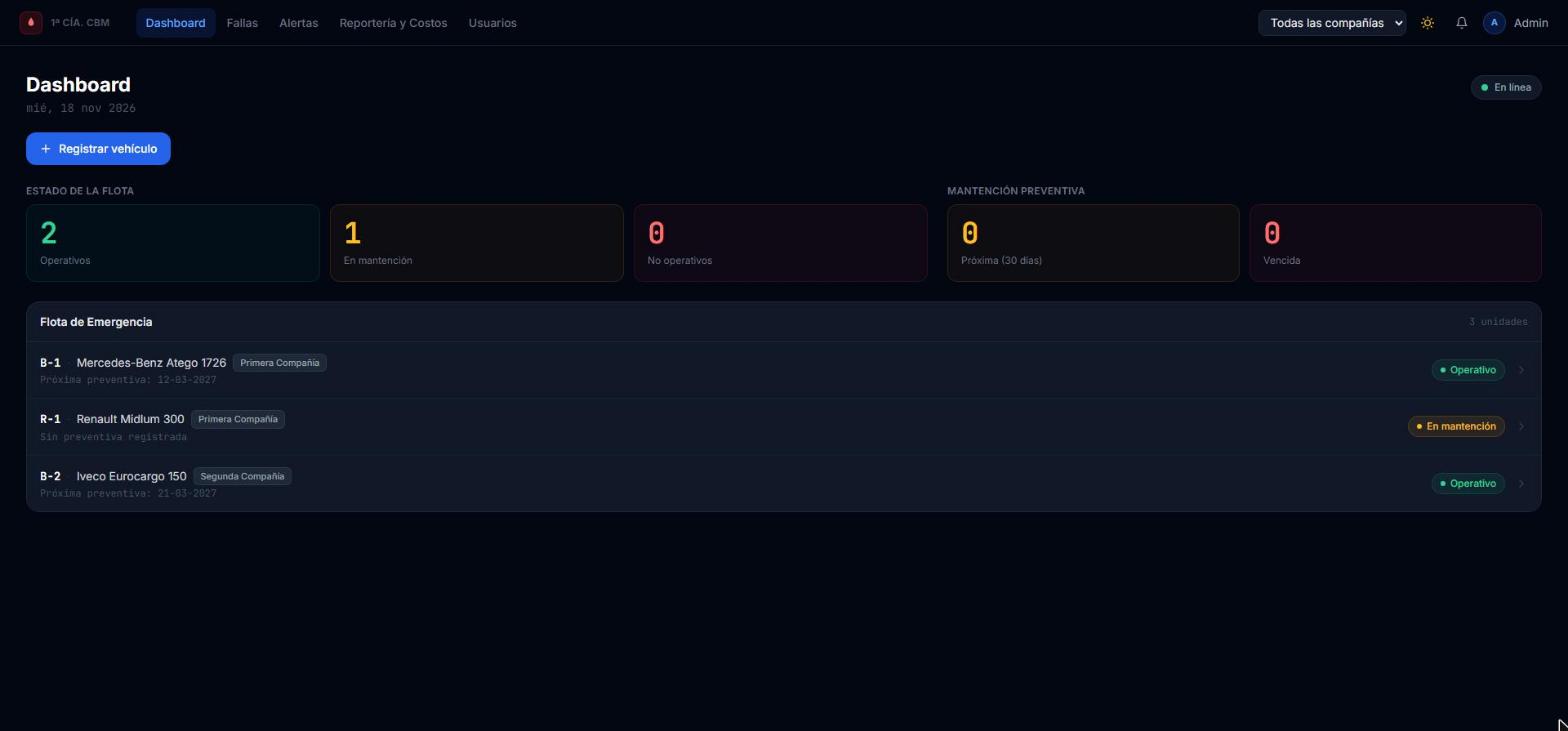 1ª CÍA. CBM Dashboard Fallas Alertas Reportería y Costos Usuarios Todas las compañías A Admin
Dashboard
mié, 18 nov 2026
En línea
+ Registrar vehículo
ESTADO DE LA FLOTA
2
Operativos
1
En mantención
0
No operativos
MANTENCIÓN PREVENTIVA
0
Próxima (30 días)
0
Vencida
Flota de Emergencia 3 unidades
B-1 Mercedes-Benz Atego 1726 Primera Compañía
Próxima preventiva: 12-03-2027
Operativo
R-1 Renault Midlum 300 Primera Compañía
Sin preventiva registrada
En mantención
B-2 Iveco Eurocargo 150 Segunda Compañía
Próxima preventiva: 21-03-2027
Operativo